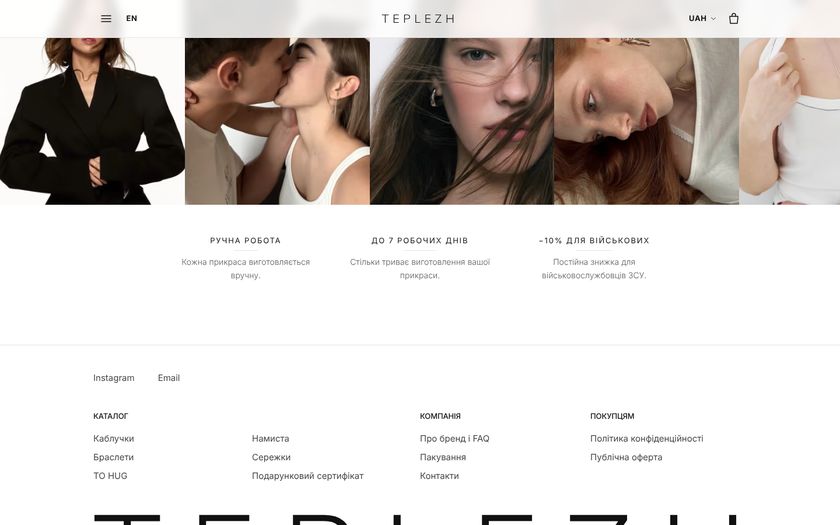 EN
TEPLEZH
UAH
РУЧНА РОБОТА
Кожна прикраса виготовляється
вручну.
ДО 7 РОБОЧИХ ДНІВ
Стільки триває виготовлення вашої
прикраси.
−10% ДЛЯ ВІЙСЬКОВИХ
Постійна знижка для
військовослужбовців ЗСУ.
Instagram
Email
КАТАЛОГ
Каблучки
Браслети
TO HUG
Намиста
Сережки
Подарунковий сертифікат
КОМПАНІЯ
Про бренд і FAQ
Пакування
Контакти
ПОКУПЦЯМ
Політика конфіденційності
Публічна оферта
TEPLEZH